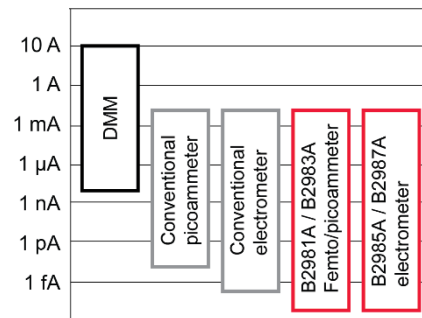 10 A
1 A
1 mA
1 µA
1 nA
1 pA
1 fA
DMM
Conventional
picoammeter
Conventional
electrometer
B2981A / B2983A
Femto/picoammeter
B2985A / B2987A
electrometer